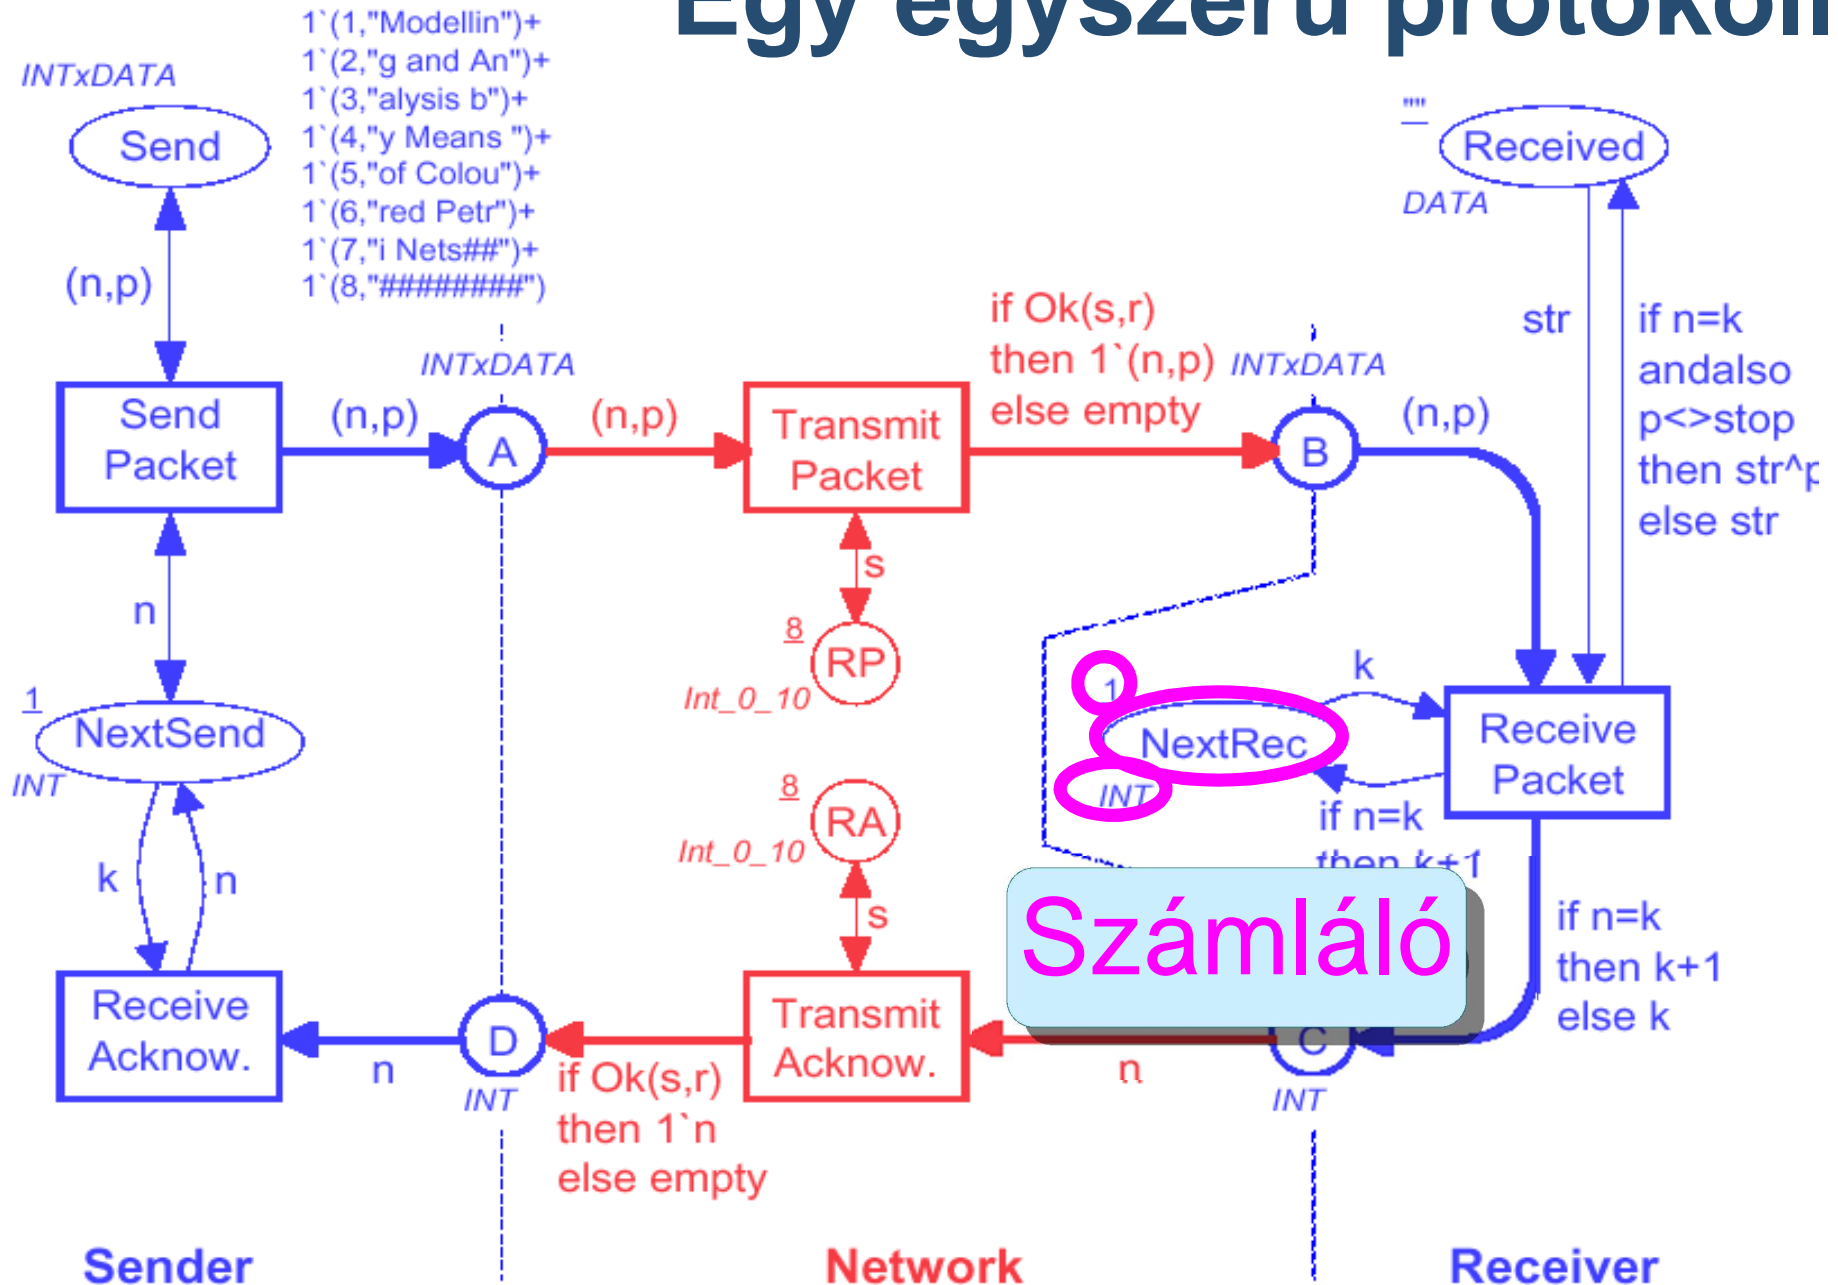 Egy egyszerű protokoll
1`(1,"Modellin")+
1`(2,"g and An")+
1`(3,"alysis b")+
1`(4,"y Means ")+
1`(5,"of Colou")+
1`(6,"red Petr")+
1`(7,"i Nets##")+
1`(8,"########")
INTxDATA
Send
(n,p)
Send
Packet
(n,p)
INTxDATA
A
(n,p)
Transmit
Packet
if Ok(s,r)
then 1`(n,p)
else empty
INTxDATA
B
(n,p)
""
Received
DATA
str
if n=k
andalso
p<>stop
then str^p
else str
n
s
8
RP
Int_0_10
1
NextSend
INT
k
n
8
RA
Int_0_10
s
1
NextRec
INT
k
Receive
Packet
if n=k
then k+1
Számláló
if n=k
then k+1
else k
Receive
Acknow.
n
D
INT
if Ok(s,r)
then 1`n
else empty
Transmit
Acknow.
n
C
INT
Sender
Network
Receiver